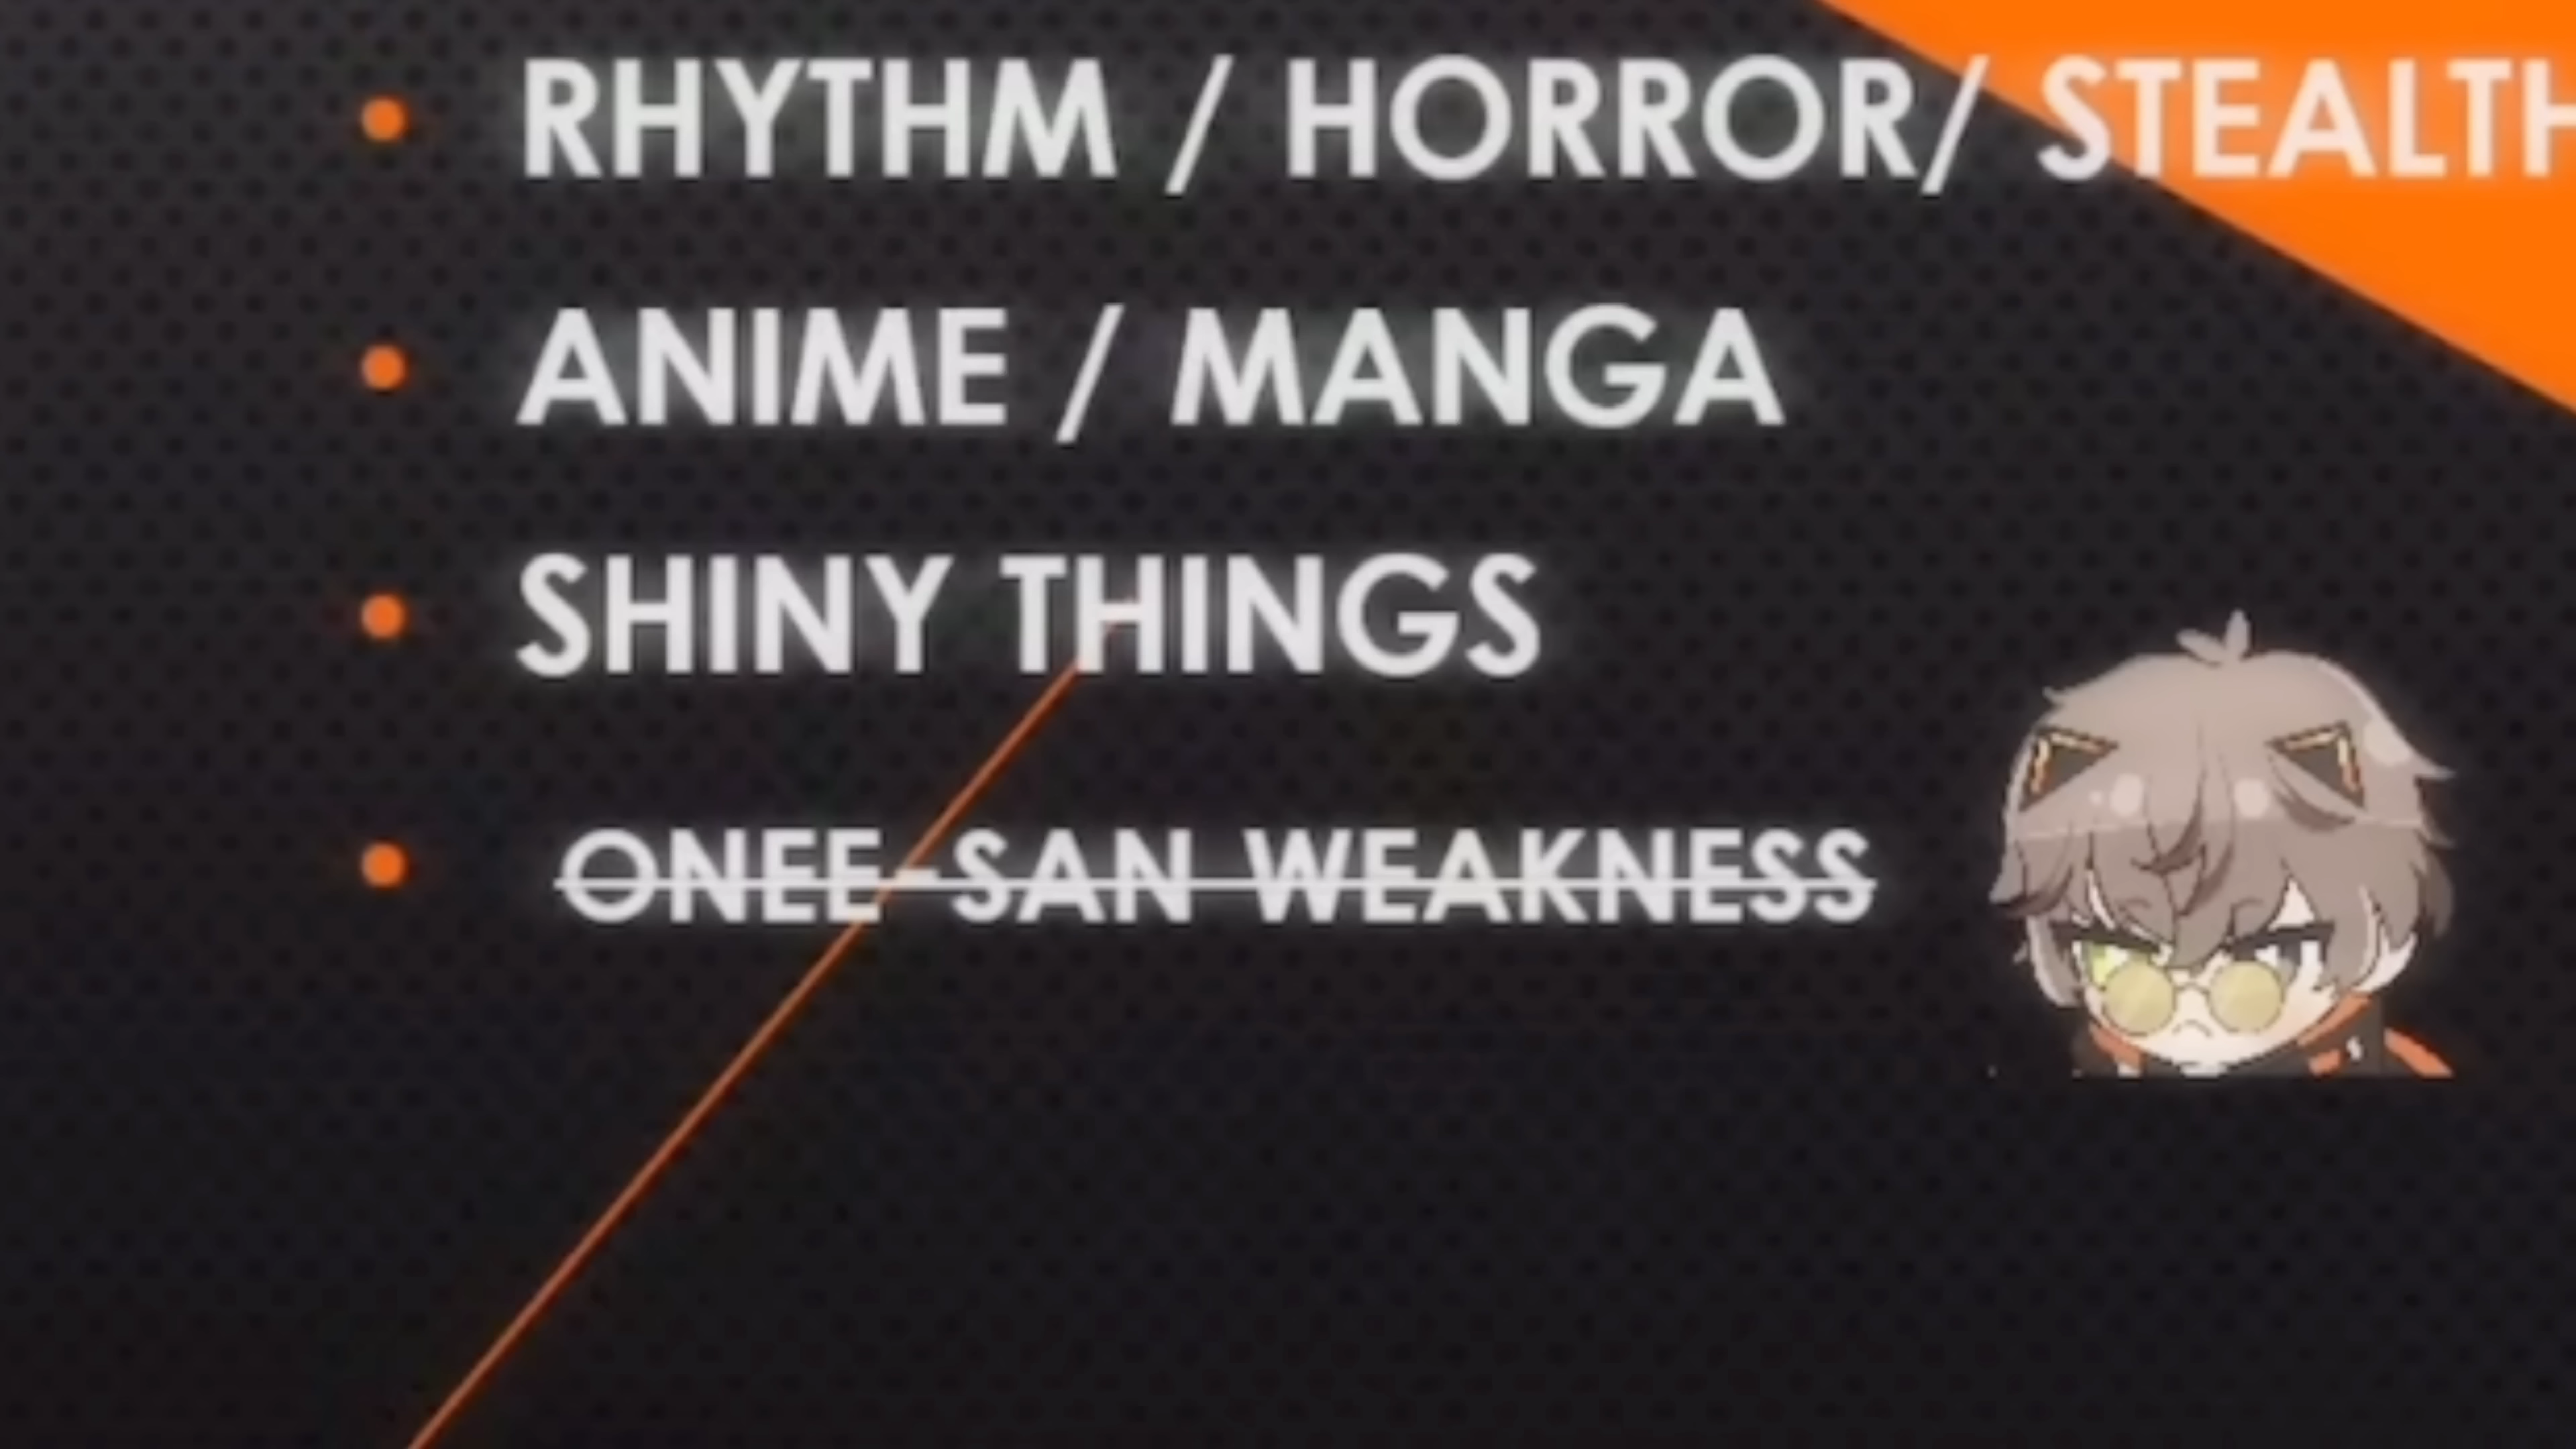 RHYTHM / HORROR/ STEALTH
ANIME / MANGA
SHINY THINGS
ONEE-SAN WEAKNESS